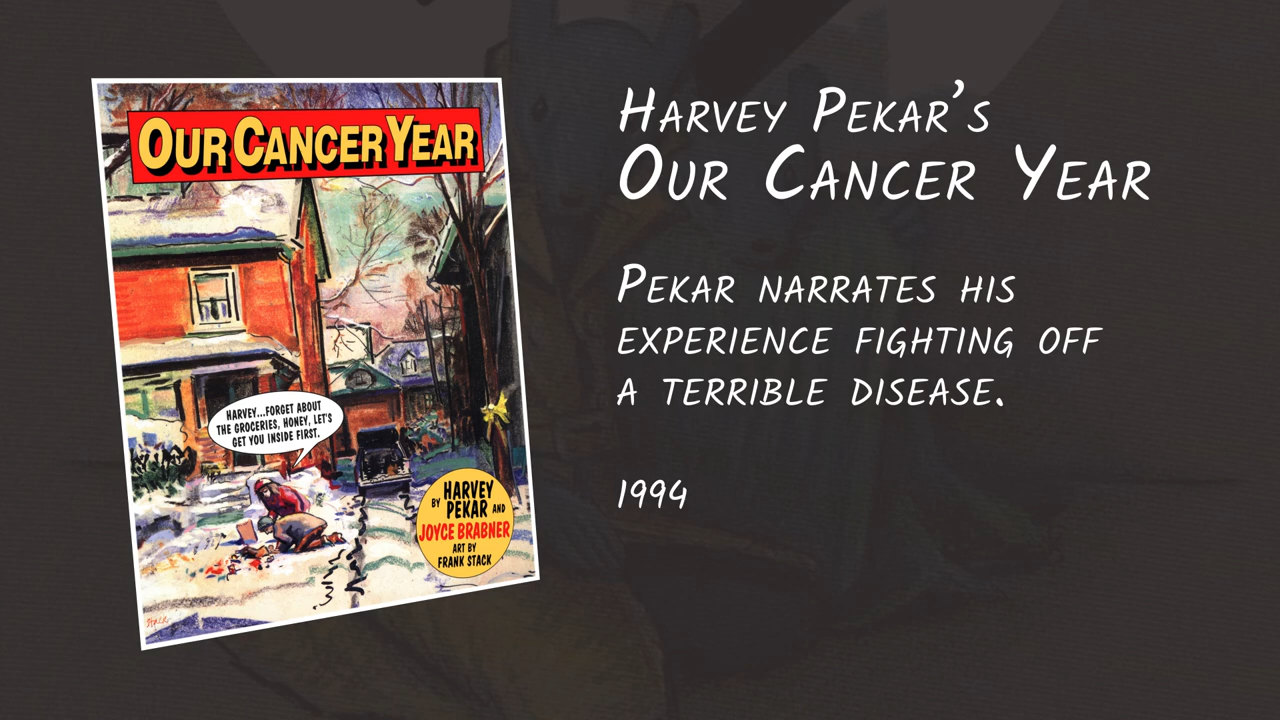 OUR CANCER YEAR
HARVEY...FORGET ABOUT
THE GROCERIES, HONEY, LET'S
GET YOU INSIDE FIRST.
BY HARVEY
PEKAR AND
JOYCE BRABNER
ART BY
FRANK STACK
Stack
HARVEY PEKAR'S
OUR CANCER YEAR
PEKAR NARRATES HIS
EXPERIENCE FIGHTING OFF
A TERRIBLE DISEASE.
1994